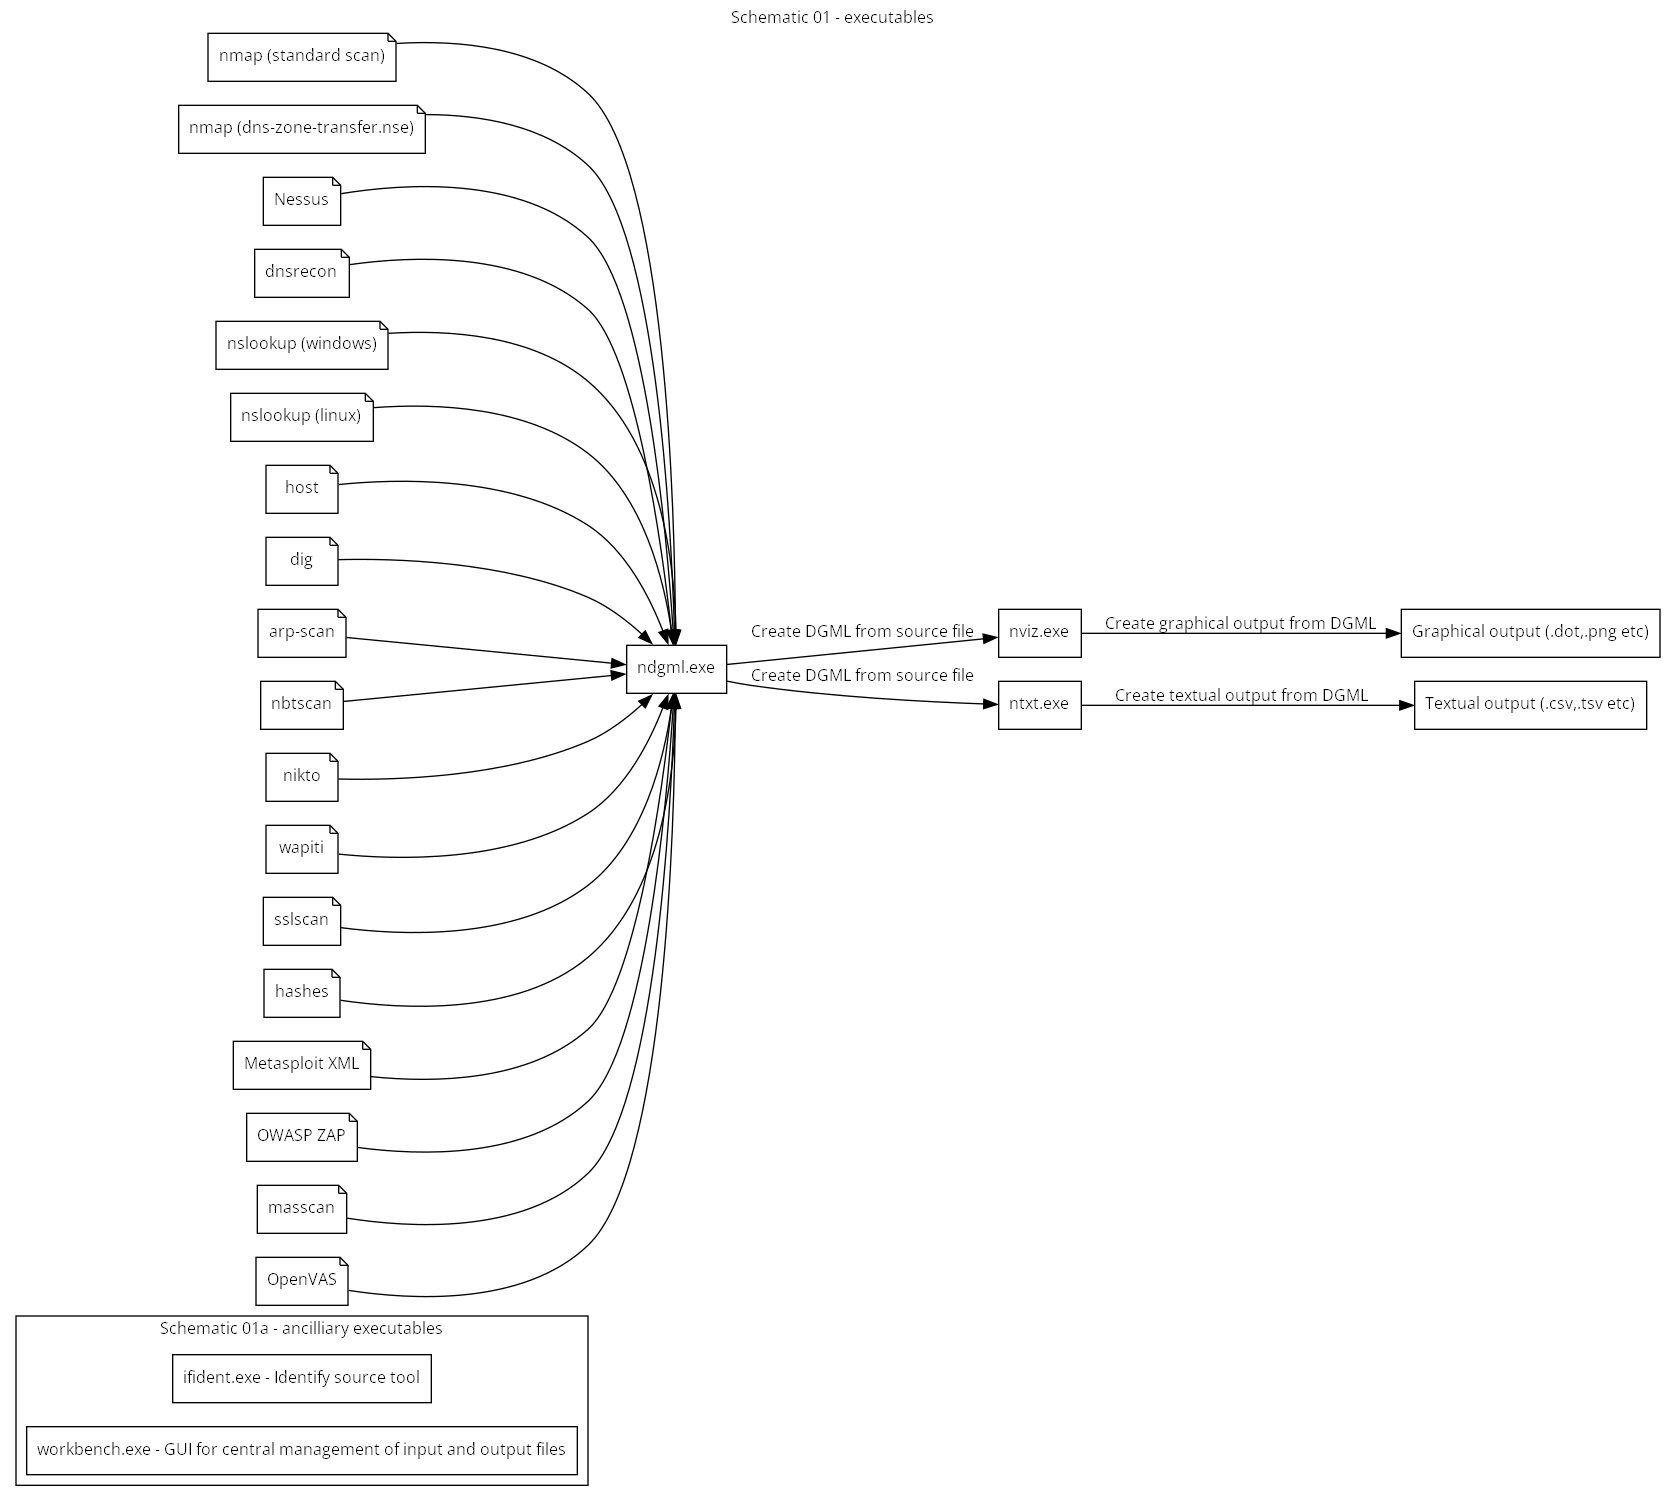 Schematic 01 - executables
nmap (standard scan)
nmap (dns-zone-transfer.nse)
Nessus
dnsrecon
nslookup (windows)
nslookup (linux)
host
dig
arp-scan
nbtscan
nikto
wapiti
sslscan
hashes
Metasploit XML
OWASP ZAP
masscan
OpenVAS
ndgml.exe
Create DGML from source file
Create DGML from source file
nviz.exe
ntxt.exe
Create graphical output from DGML
Create textual output from DGML
Graphical output (.dot,.png etc)
Textual output (.csv,.tsv etc)
Schematic 01a - ancilliary executables
ifident.exe - Identify source tool
workbench.exe - GUI for central management of input and output files